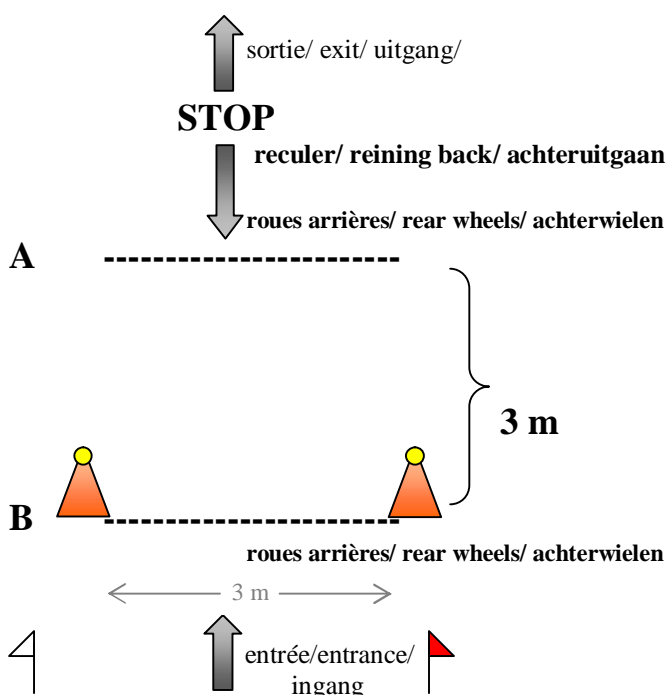 sortie/ exit/ uitgang/
STOP
reculer/ reining back/ achteruitgaan
roues arrières/ rear wheels/ achterwielen
A
3 m
B
roues arrières/ rear wheels/ achterwielen
3 m
entrée/entrance/
ingang